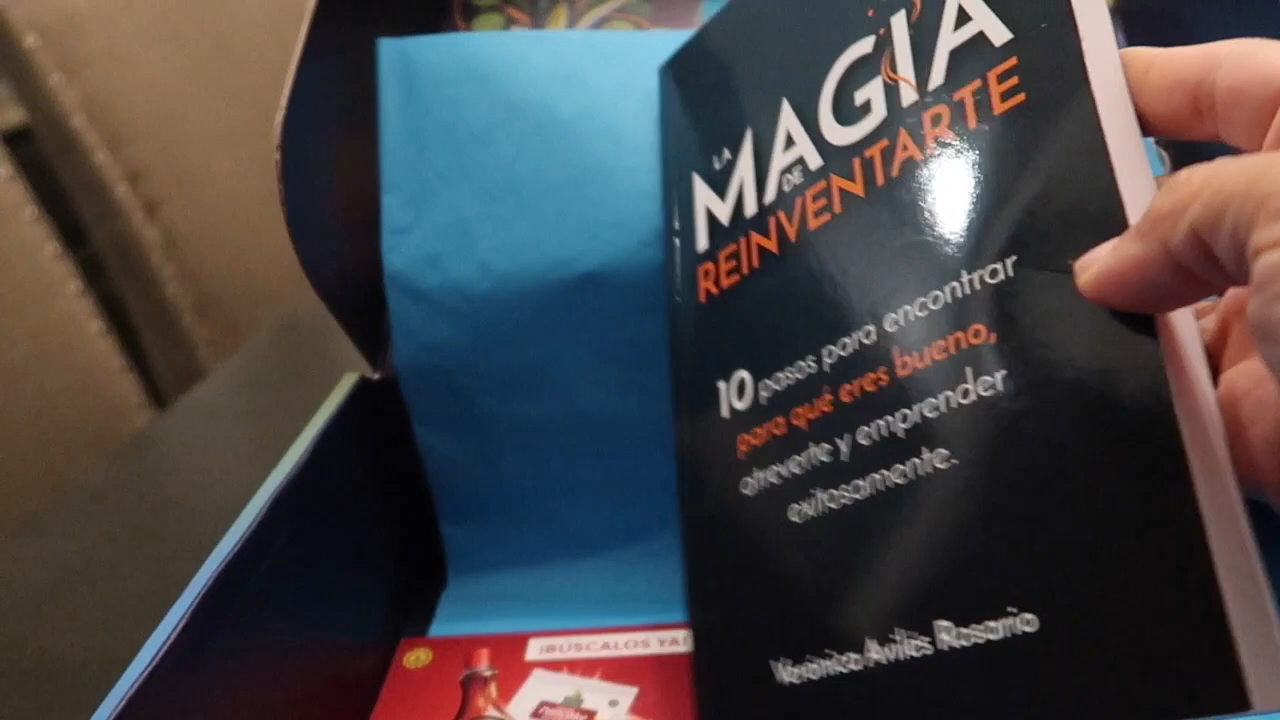 LA
MAGIA
DE
REINVENTARTE
10 pasos para encontrar
para qué eres bueno,
atreverte y emprender
exitosamente.
Verónica Avilés Rosario
¡BÚSCALOS YA!